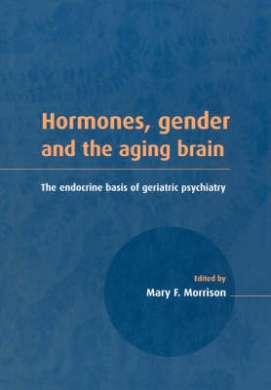 Hormones, gender
and the aging brain
The endocrine basis of geriatric psychiatry
Edited by
Mary F. Morrison